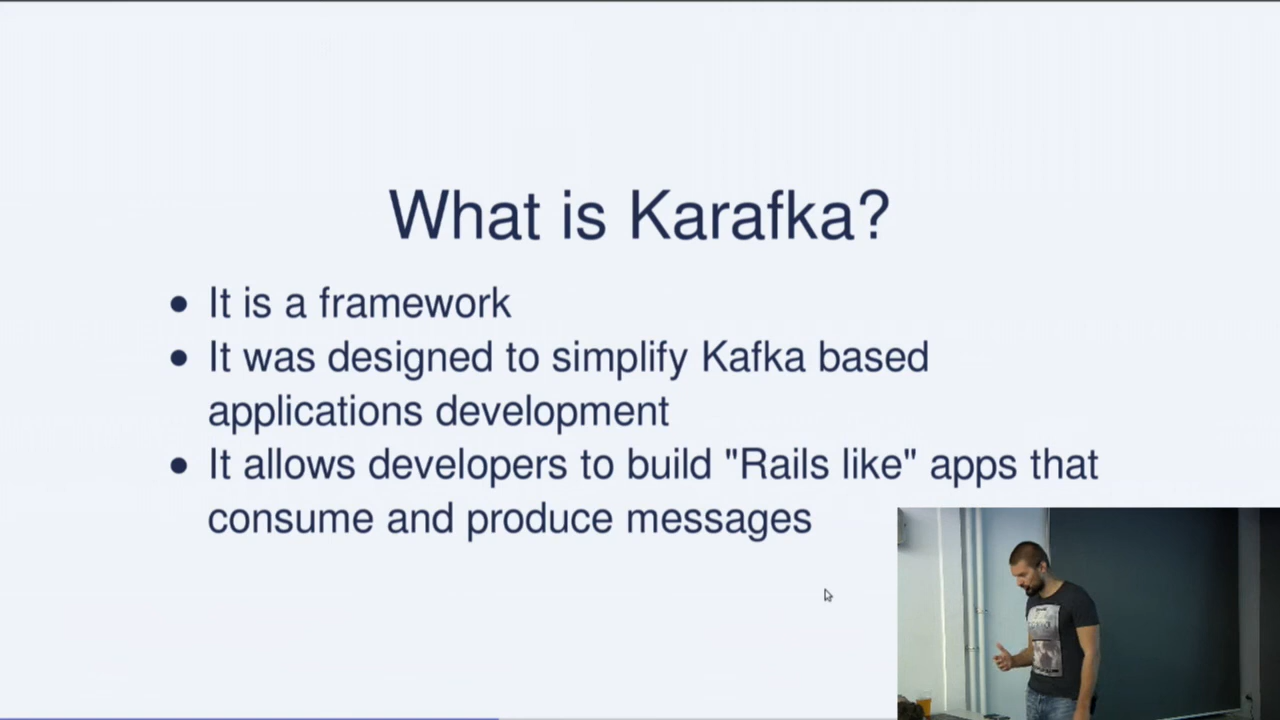 What is Karafka?
It is a framework
It was designed to simplify Kafka based
applications development
It allows developers to build "Rails like" apps that
consume and produce messages